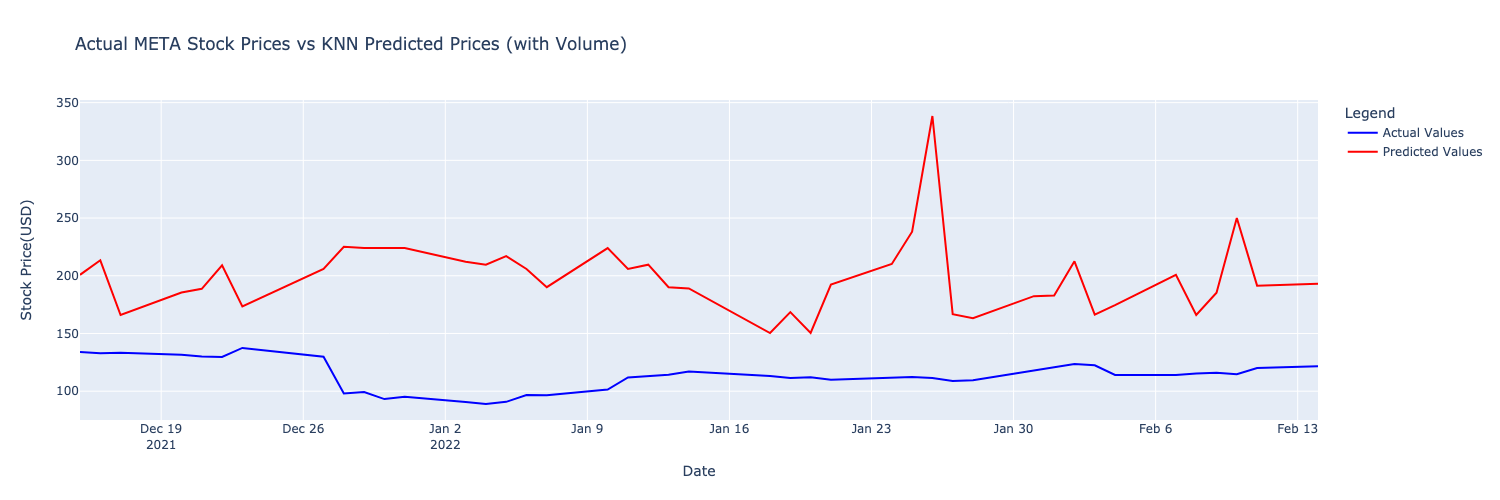 Actual META Stock Prices vs KNN Predicted Prices (with Volume)
Legend
Actual Values
Predicted Values
Stock Price(USD)
350
300
250
200
150
100
Dec 19
2021
Dec 26
Jan 2
2022
Jan 9
Jan 16
Jan 23
Jan 30
Feb 6
Feb 13
Date